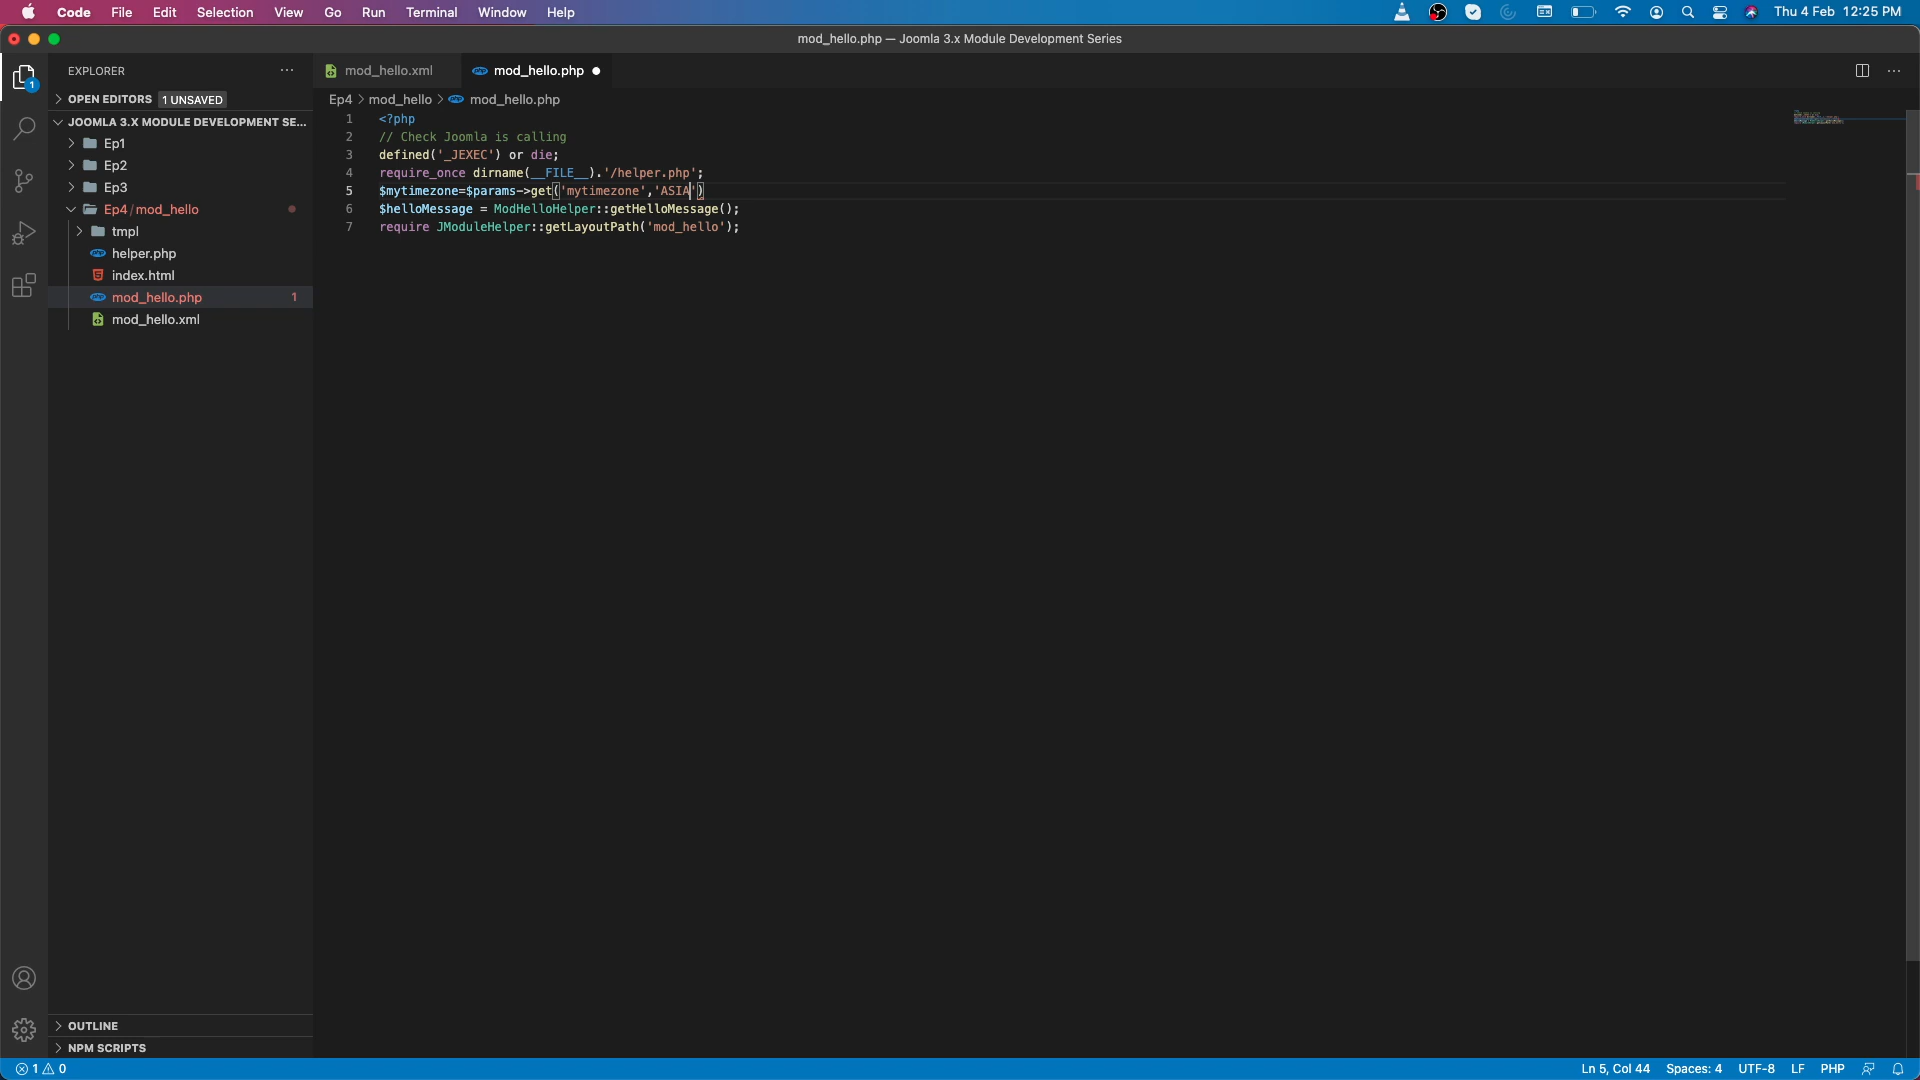 Code File Edit Selection View Go Run Terminal Window Help Thu 4 Feb 12:25 PM
mod_hello.php — Joomla 3.x Module Development Series
EXPLORER
mod_hello.xml
mod_hello.php
OPEN EDITORS 1 UNSAVED
Ep4 > mod_hello > mod_hello.php
JOOMLA 3.X MODULE DEVELOPMENT SE...
Ep1
Ep2
Ep3
Ep4/mod_hello
tmpl
helper.php
index.html
mod_hello.php 1
mod_hello.xml
1 <?php
2 // Check Joomla is calling
3 defined('_JEXEC') or die;
4 require_once dirname(__FILE__).'/helper.php';
5 $mytimezone=$params->get('mytimezone','ASIA')
6 $helloMessage = ModHelloHelper::getHelloMessage();
7 require JModuleHelper::getLayoutPath('mod_hello');
1
OUTLINE
NPM SCRIPTS
1 0 Ln 5, Col 44 Spaces: 4 UTF-8 LF PHP